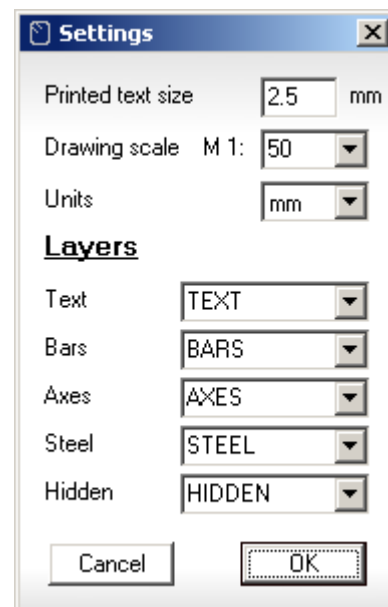 Settings
Printed text size 2.5 mm
Drawing scale M 1: 50
Units mm
Layers
Text TEXT
Bars BARS
Axes AXES
Steel STEEL
Hidden HIDDEN
Cancel OK